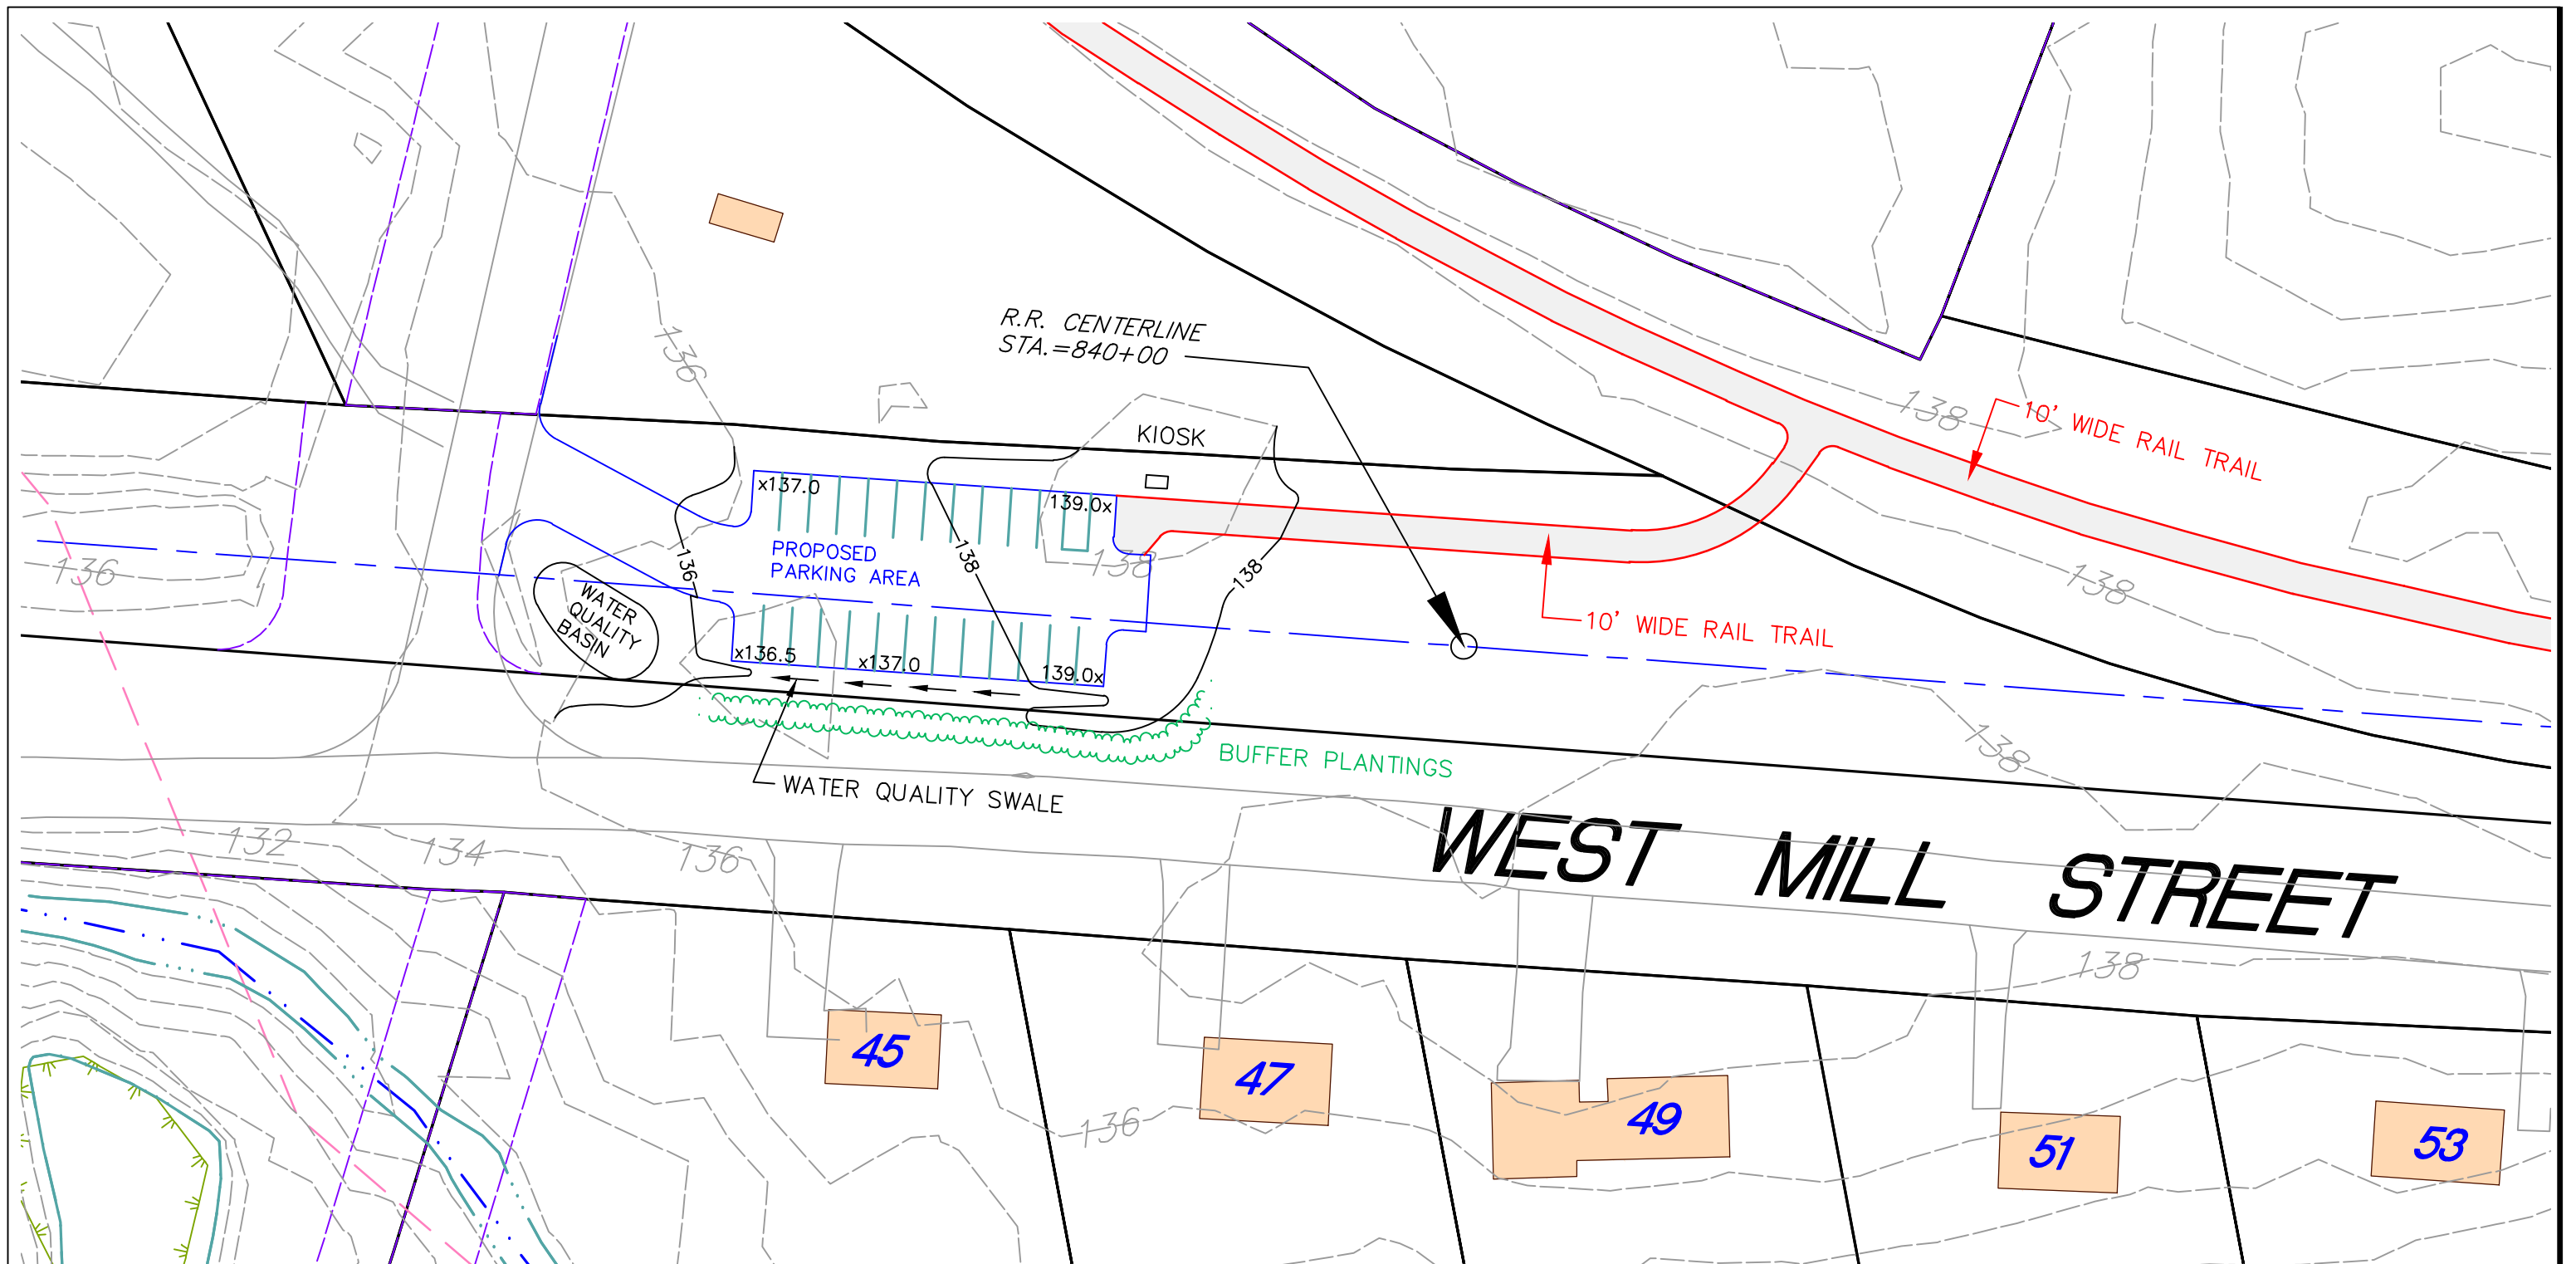 136
R.R. CENTERLINE
STA.=840+00
138
10' WIDE RAIL TRAIL
KIOSK
x137.0
139.0x
PROPOSED
PARKING AREA
136
138
138
138
136
138
WATER
QUALITY
BASIN
10' WIDE RAIL TRAIL
x136.5
x137.0
139.0x
BUFFER PLANTINGS
138
WATER QUALITY SWALE
WEST MILL STREET
132
134
136
138
45
47
49
51
53
136